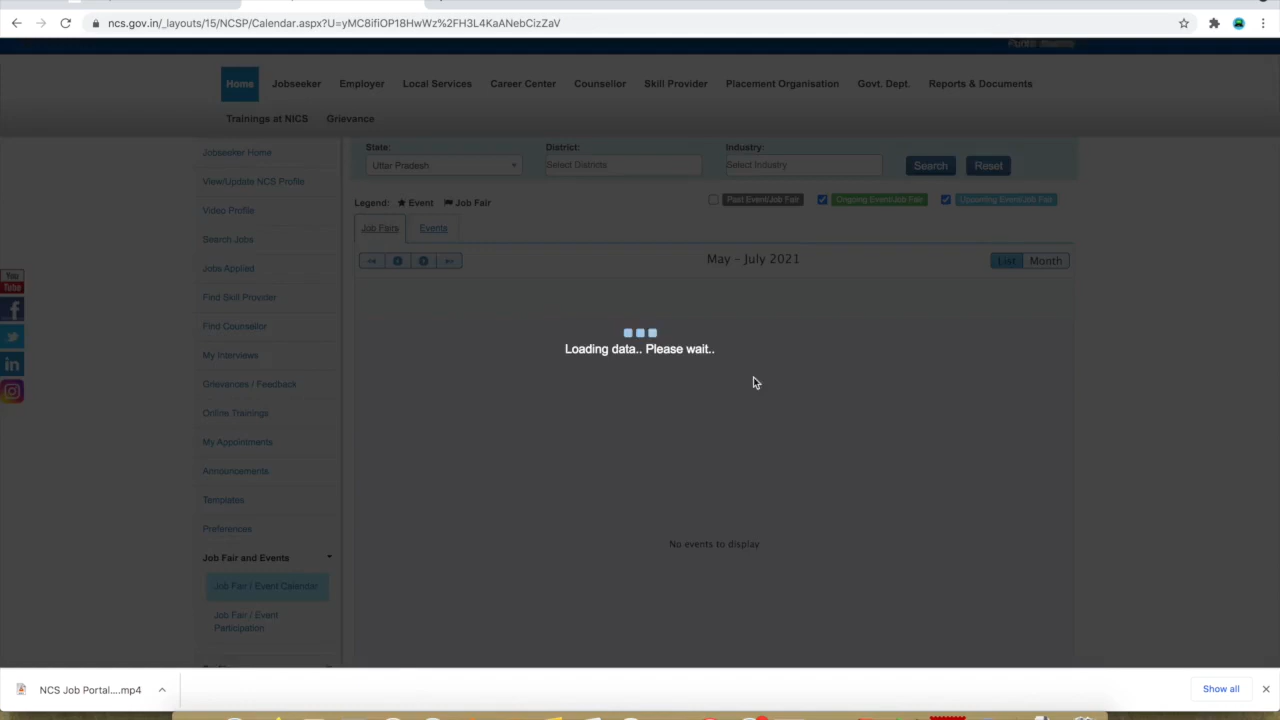 ncs.gov.in/_layouts/15/NCSP/Calendar.aspx?U=yMC8ifiOP18HwWz%2FH3L4KaANebCizZaV
Home Jobseeker Employer Local Services Career Center Counsellor Skill Provider Placement Organisation Govt. Dept. Reports & Documents
Trainings at NICS Grievance
Jobseeker Home
View/Update NCS Profile
Video Profile
Search Jobs
Jobs Applied
Find Skill Provider
Find Counsellor
My Interviews
Grievances / Feedback
Online Trainings
My Appointments
Announcements
Templates
Preferences
Job Fair and Events
Job Fair / Event Calendar
Job Fair / Event
Participation
State: District: Industry:
Uttar Pradesh Select Districts Select Industry Search Reset
Legend: Event Job Fair Past Event/Job Fair Ongoing Event/Job Fair Upcoming Event/Job Fair
Job Fairs Events
May – July 2021 List Month
Loading data.. Please wait..
No events to display
You
Tube
NCS Job Portal....mp4 Show all